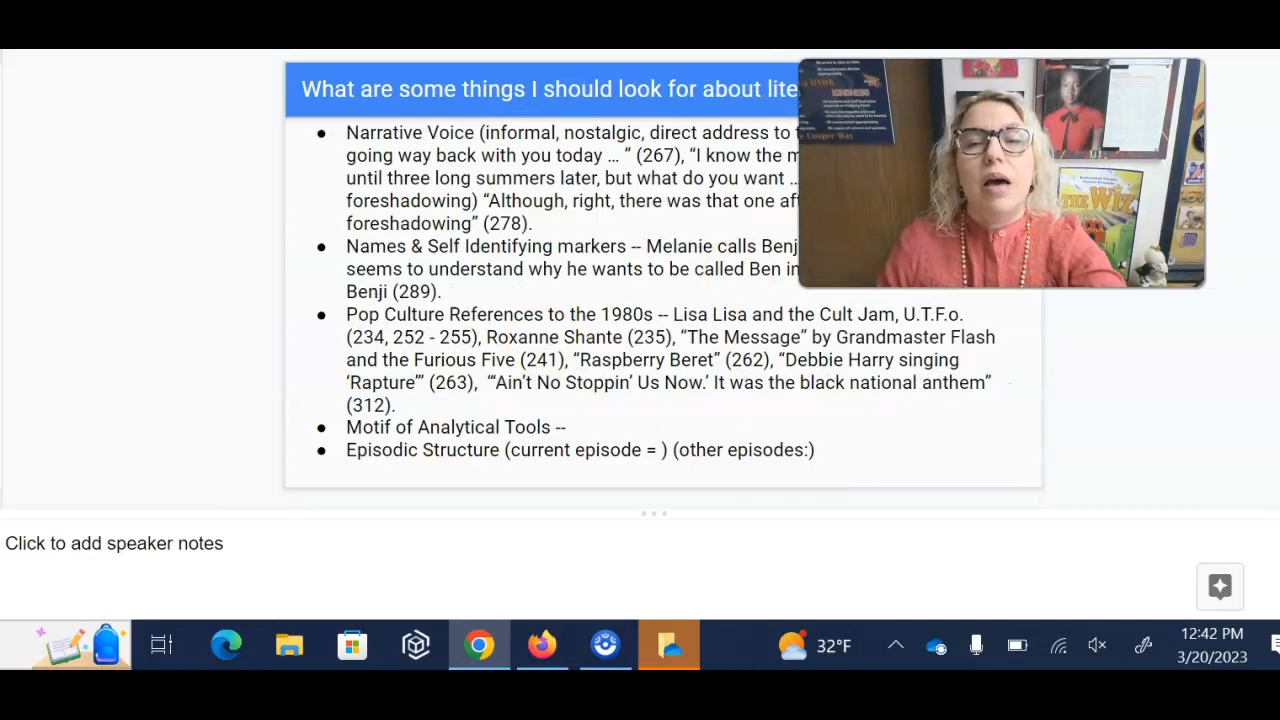 What are some things I should look for about lite
Narrative Voice (informal, nostalgic, direct address to
going way back with you today … ” (267), “I know the m
until three long summers later, but what do you want …
foreshadowing) “Although, right, there was that one af
foreshadowing” (278).
Names & Self Identifying markers -- Melanie calls Benj
seems to understand why he wants to be called Ben in
Benji (289).
Pop Culture References to the 1980s -- Lisa Lisa and the Cult Jam, U.T.F.o.
(234, 252 - 255), Roxanne Shante (235), “The Message” by Grandmaster Flash
and the Furious Five (241), “Raspberry Beret” (262), “Debbie Harry singing
‘Rapture’” (263), “‘Ain’t No Stoppin’ Us Now.’ It was the black national anthem”
(312).
Motif of Analytical Tools --
Episodic Structure (current episode = ) (other episodes:)
THE WIZ
Click to add speaker notes
32°F
12:42 PM
3/20/2023